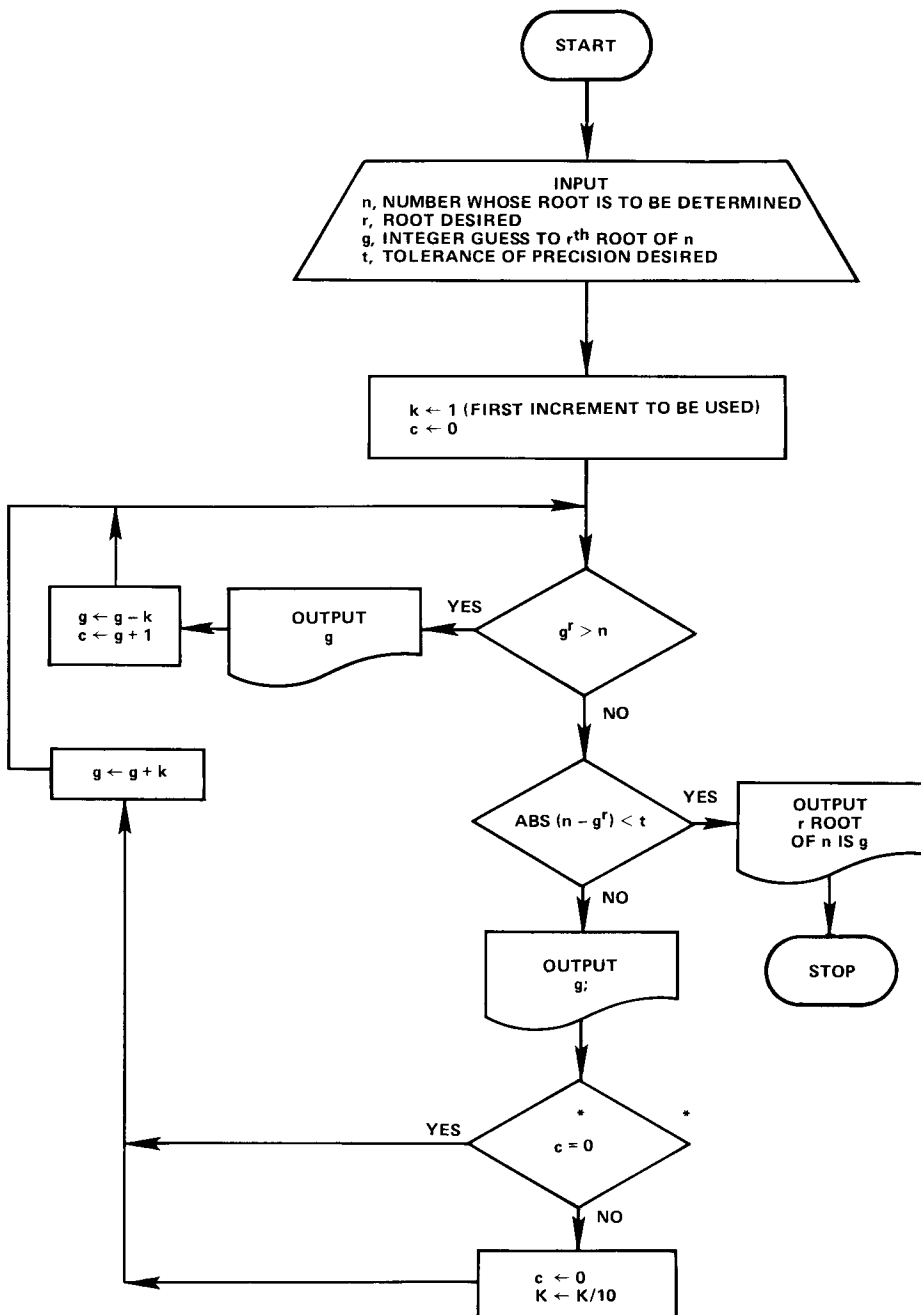 START
INPUT
n, NUMBER WHOSE ROOT IS TO BE DETERMINED
r, ROOT DESIRED
g, INTEGER GUESS TO rth ROOT OF n
t, TOLERANCE OF PRECISION DESIRED
k ← 1 (FIRST INCREMENT TO BE USED)
c ← 0
g ← g – k
c ← g + 1
OUTPUT
g
YES
gr > n
NO
g ← g + k
ABS (n – gr) < t
YES
OUTPUT
r ROOT
OF n IS g
NO
OUTPUT
g;
STOP
* *
YES
c = 0
NO
c ← 0
K ← K/10